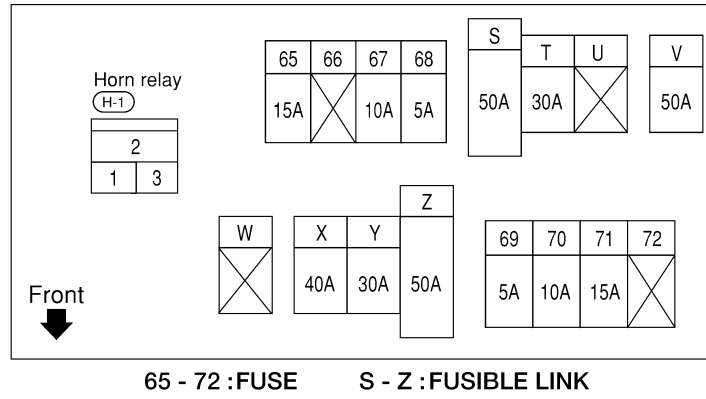 S
T U V
65 66 67 68
50A 30A 50A
15A 10A 5A
Horn relay
H-1
2
1 3
Z
W X Y
69 70 71 72
40A 30A 50A
5A 10A 15A
Front
65 - 72 : FUSE S - Z : FUSIBLE LINK